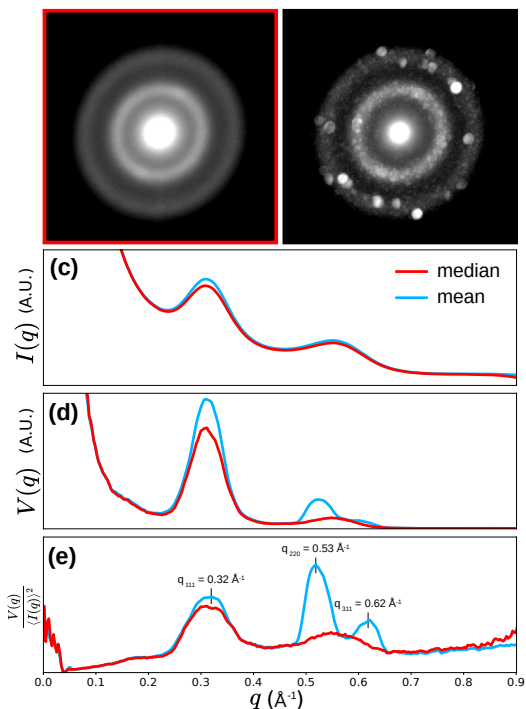 (c)
median
mean
I(q) (A.U.)
(d)
V(q) (A.U.)
(e)
q₂₂₀ = 0.53 Å⁻¹
q₁₁₁ = 0.32 Å⁻¹
q₃₁₁ = 0.62 Å⁻¹
V(q)
⟨I(q)⟩²
0.0 0.1 0.2 0.3 0.4 0.5 0.6 0.7 0.8 0.9
q (Å⁻¹)